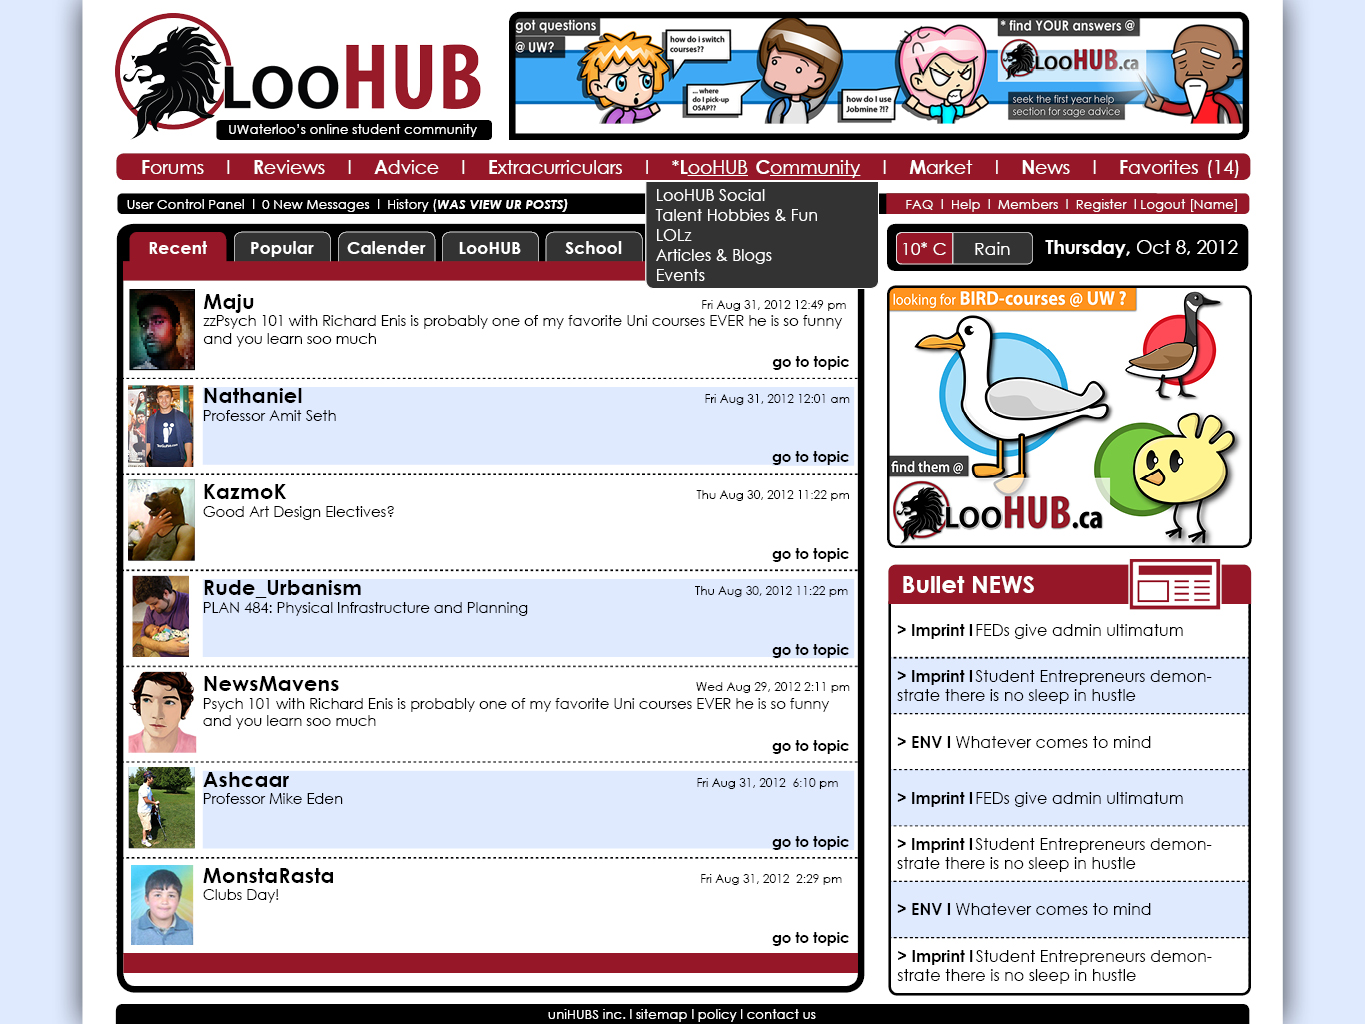 LOOHUB
UWaterloo's online student community
got questions
@ UW?
how do i switch
courses??
... where
do i pick-up
OSAP??
how do I use
Jobmine ?!?
* find YOUR answers @
LOOHUB.ca
seek the first year help
section for sage advice
Forums | Reviews | Advice | Extracurriculars | *LooHUB Community | Market | News | Favorites (14)
User Control Panel | 0 New Messages | History (WAS VIEW UR POSTS)
FAQ | Help | Members | Register | Logout [Name]
LooHUB Social
Talent Hobbies & Fun
LOLz
Articles & Blogs
Events
Recent
Popular
Calender
LooHUB
School
10* C
Rain
Thursday, Oct 8, 2012
Maju
Fri Aug 31, 2012 12:49 pm
zzPsych 101 with Richard Enis is probably one of my favorite Uni courses EVER he is so funny
and you learn soo much
go to topic
Nathaniel
Fri Aug 31, 2012 12:01 am
Professor Amit Seth
go to topic
KazmoK
Thu Aug 30, 2012 11:22 pm
Good Art Design Electives?
go to topic
Rude_Urbanism
Thu Aug 30, 2012 11:22 pm
PLAN 484: Physical Infrastructure and Planning
go to topic
NewsMavens
Wed Aug 29, 2012 2:11 pm
Psych 101 with Richard Enis is probably one of my favorite Uni courses EVER he is so funny
and you learn soo much
go to topic
Ashcaar
Fri Aug 31, 2012 6:10 pm
Professor Mike Eden
go to topic
MonstaRasta
Fri Aug 31, 2012 2:29 pm
Clubs Day!
go to topic
looking for BIRD-courses @ UW ?
find them @
LOOHUB.ca
Bullet NEWS
> Imprint | FEDs give admin ultimatum
> Imprint | Student Entrepreneurs demon-
strate there is no sleep in hustle
> ENV | Whatever comes to mind
> Imprint | FEDs give admin ultimatum
> Imprint | Student Entrepreneurs demon-
strate there is no sleep in hustle
> ENV | Whatever comes to mind
> Imprint | Student Entrepreneurs demon-
strate there is no sleep in hustle
uniHUBS inc. | sitemap | policy | contact us